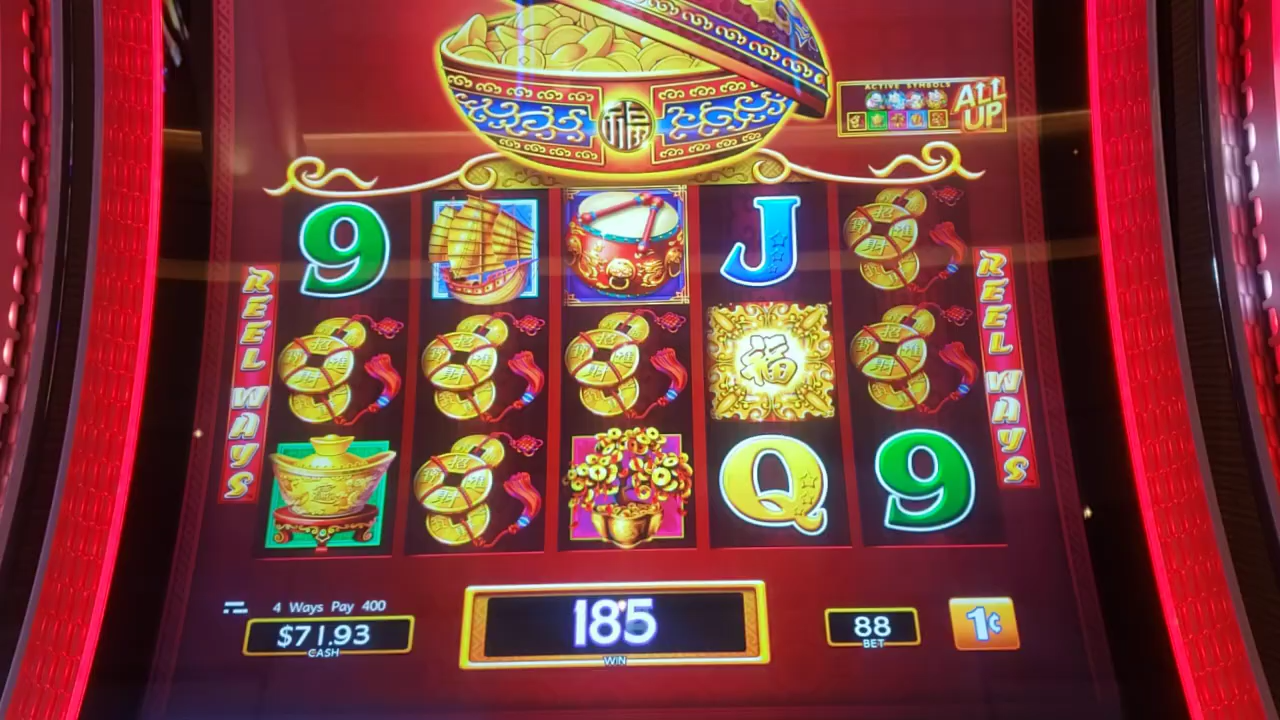 福
ACTIVE SYMBOLS
ALL UP
9
J
REEL WAYS
福
REEL WAYS
Q
9
4 Ways Pay 400
$71.93
CASH
185
WIN
88
BET
1¢